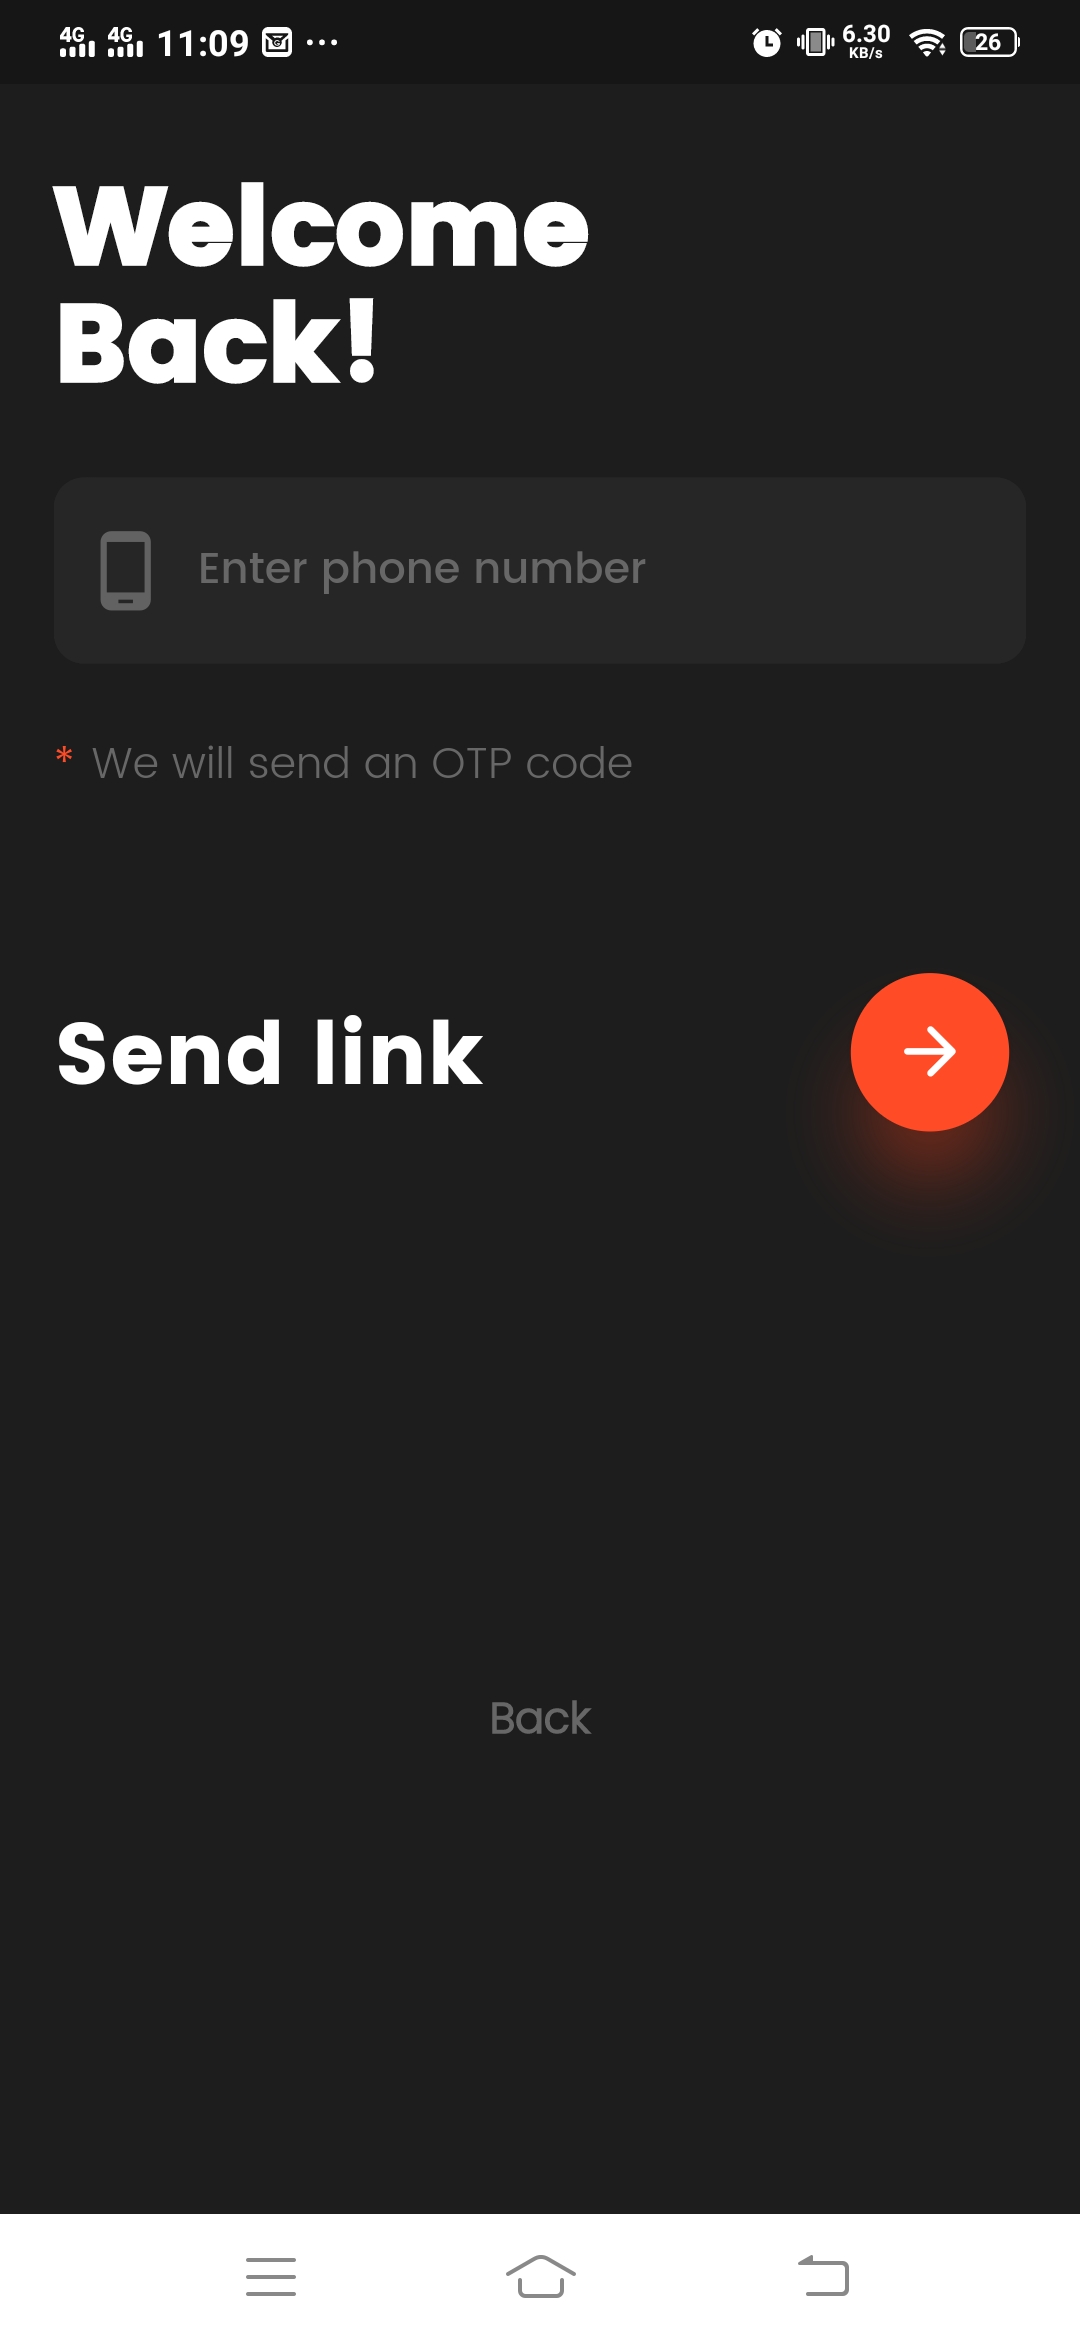 4G 4G 11:09 ... 6.30 KB/s 26
Welcome
Back!
Enter phone number
* We will send an OTP code
Send link
Back